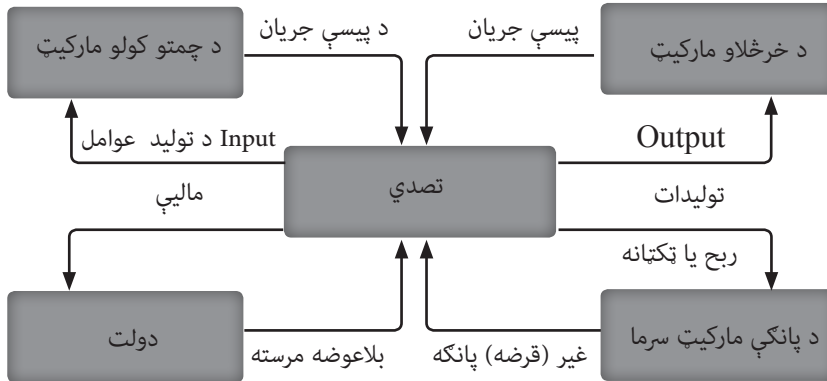 د خرڅلاو مارکیټ
پیسې جریان
د پیسې جریان
د چمتو کولو مارکیټ
Output
Input د تولید عوامل
تصدي
تولیدات
مالیې
ربح یا ټکټانه
د پانګې مارکیټ سرما
غیر (قرضه) پانګه
بلاعوضه مرسته
دولت